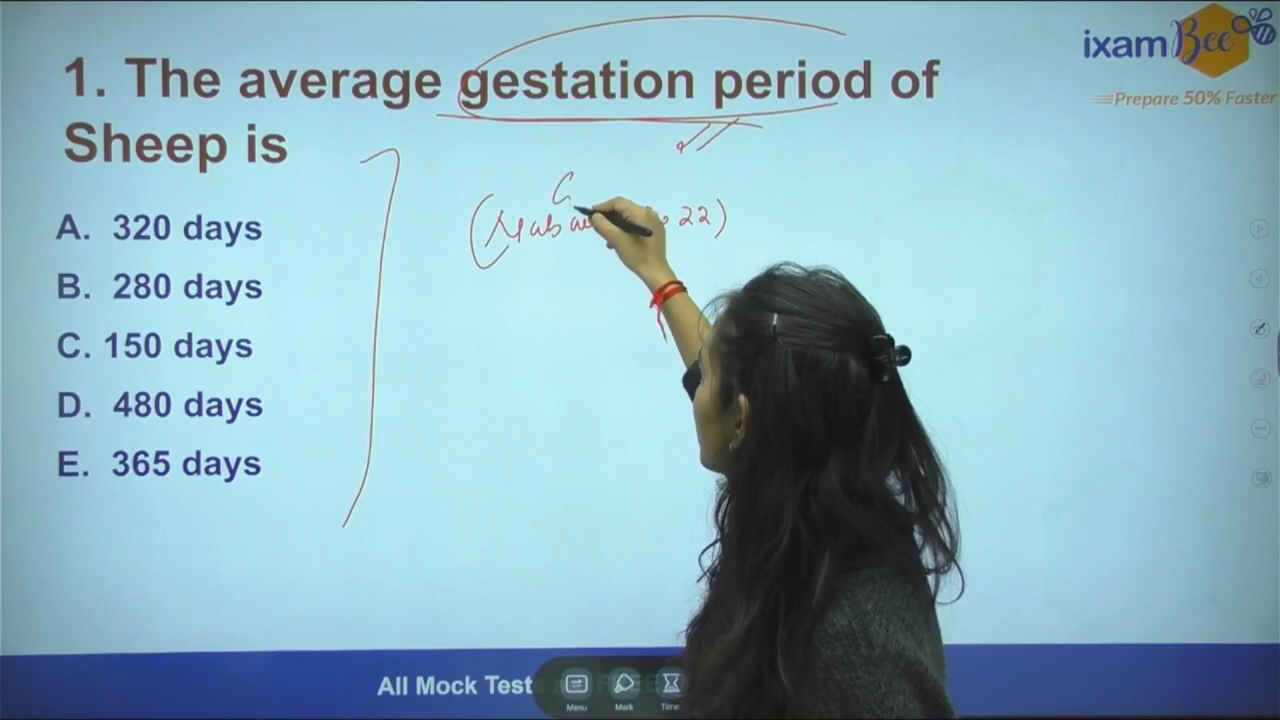 ixamBee
Prepare 50% Faster
1. The average gestation period of
Sheep is
A. 320 days
B. 280 days
C. 150 days
D. 480 days
E. 365 days
22)
All Mock Test
Menu
Mark
Time